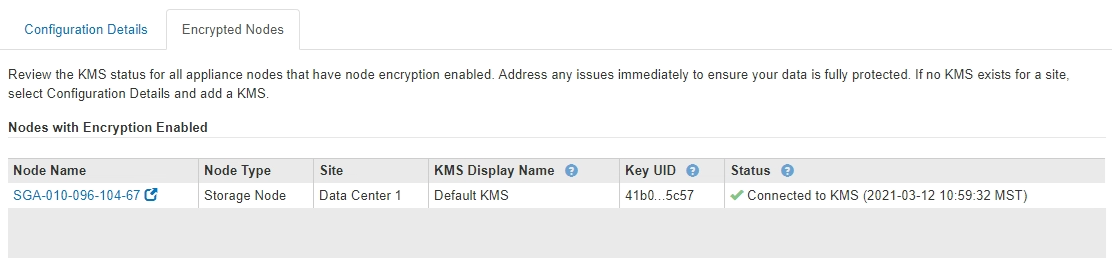 Configuration Details Encrypted Nodes
Review the KMS status for all appliance nodes that have node encryption enabled. Address any issues immediately to ensure your data is fully protected. If no KMS exists for a site,
select Configuration Details and add a KMS.
Nodes with Encryption Enabled
Node Name Node Type Site KMS Display Name ? Key UID ? Status ?
SGA-010-096-104-67 Storage Node Data Center 1 Default KMS 41b0...5c57 Connected to KMS (2021-03-12 10:59:32 MST)